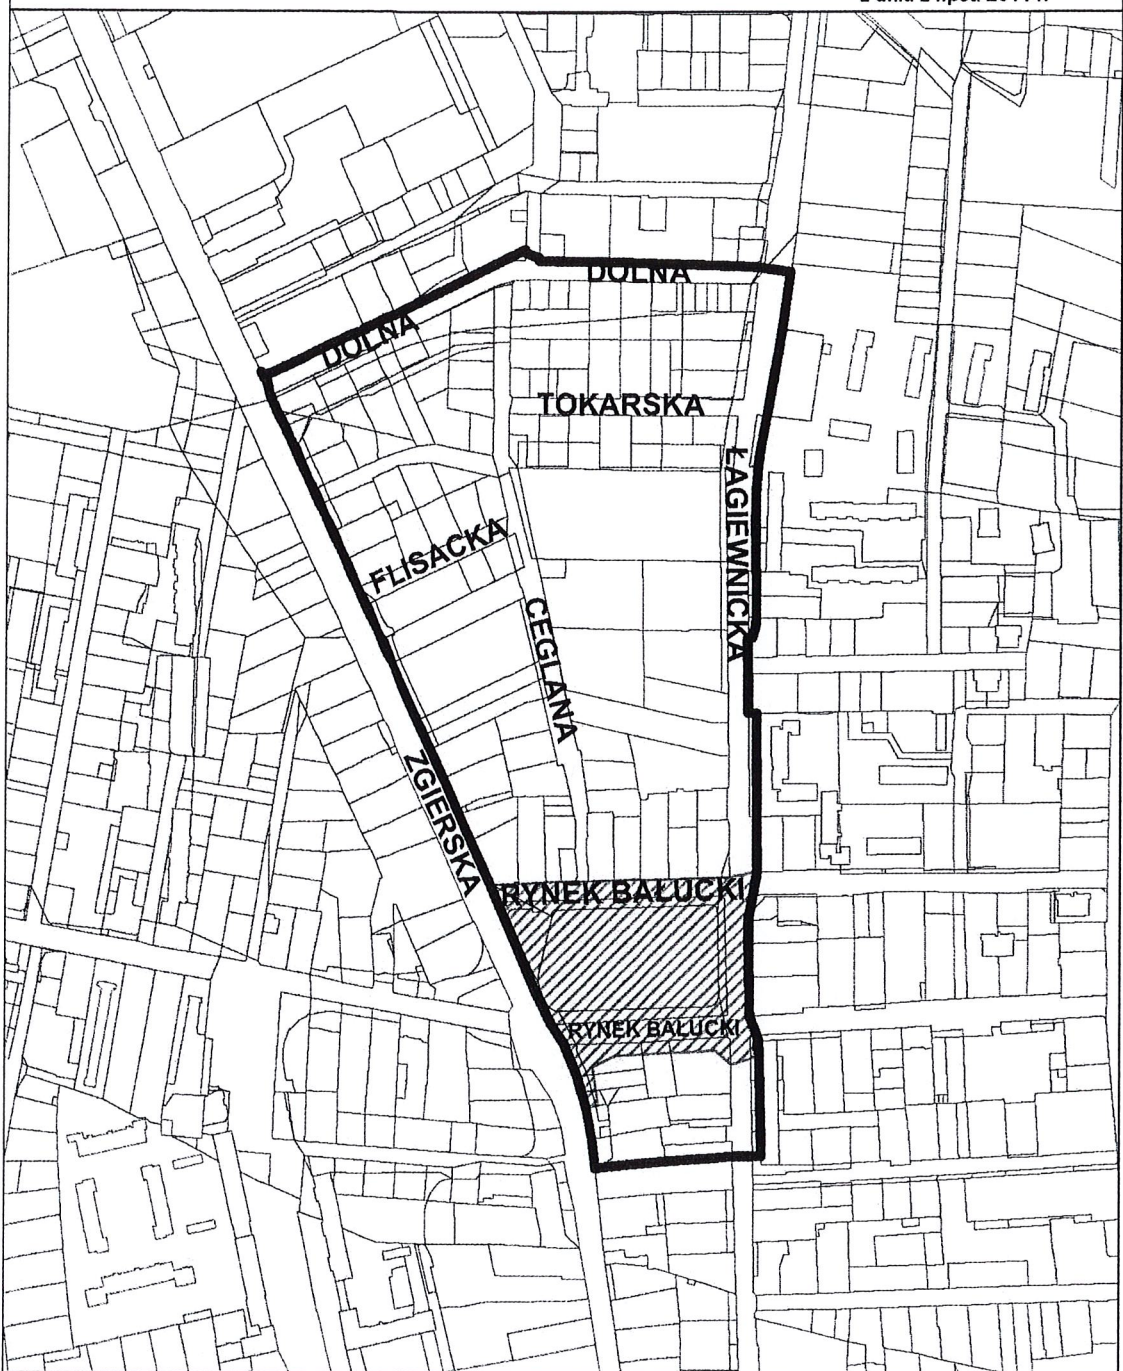 DOLNA
DOLNA
TOKARSKA
ŁAGIEWNICKA
FLISACKA
CEGLANA
ZGIERSKA
RYNEK BAŁUCKI
RYNEK BAŁUCKI